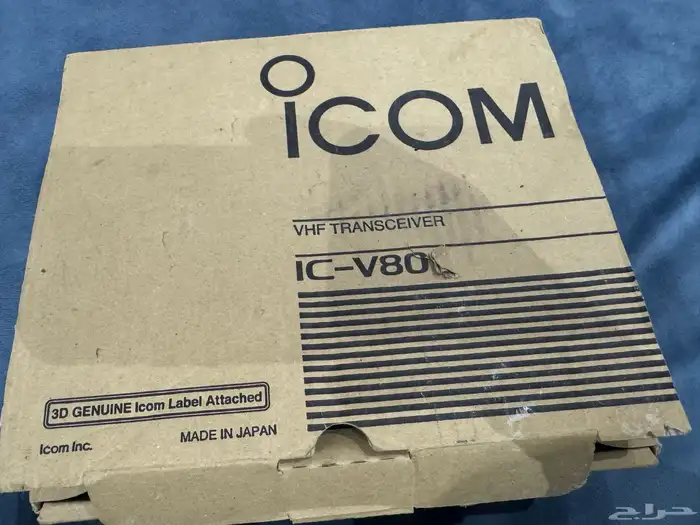 ICOM
VHF TRANSCEIVER
IC-V80
3D GENUINE Icom Label Attached
Icom Inc.
MADE IN JAPAN
حراج